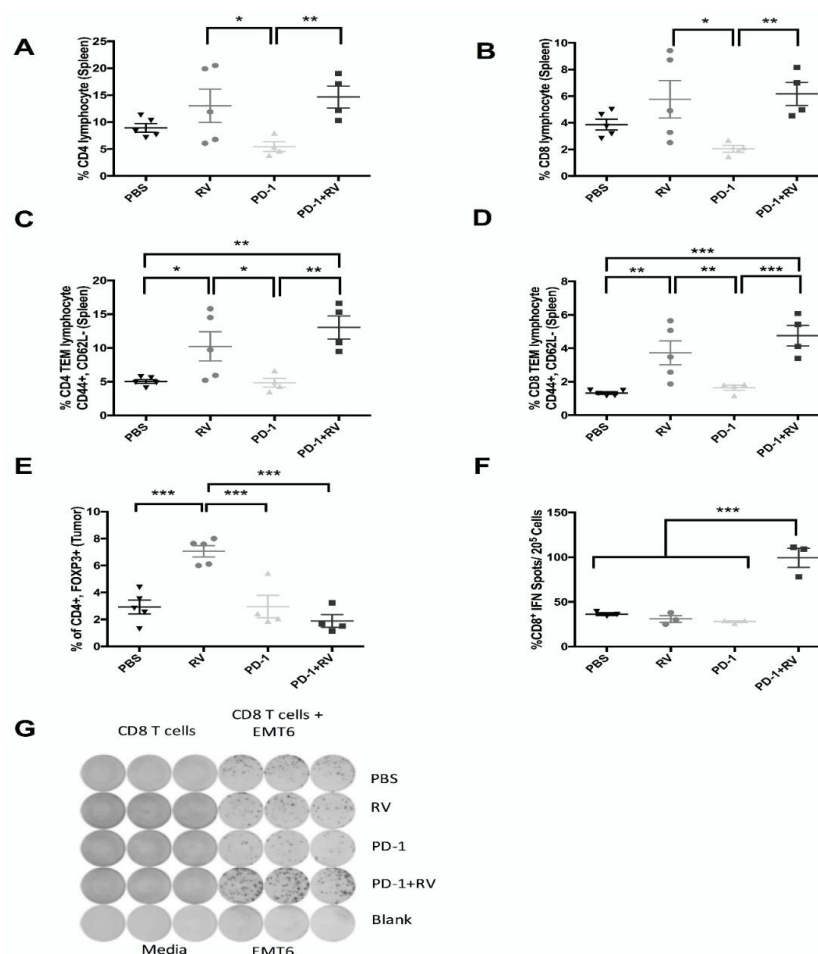 A
% CD4 lymphocyte (Spleen)
25
20
15
10
5
0
*
**
PBS
RV
PD-1
PD-1+RV
B
% CD8 lymphocyte (Spleen)
10
8
6
4
2
0
*
**
PBS
RV
PD-1
PD-1+RV
C
% CD4 TEM lymphocyte
CD44+, CD62L- (Spleen)
20
15
10
5
0
**
*
*
**
PBS
RV
PD-1
PD-1+RV
D
% CD8 TEM lymphocyte
CD44+, CD62L- (Spleen)
8
6
4
2
0
***
**
**
***
PBS
RV
PD-1
PD-1+RV
E
% of CD4+, FOXP3+ (Tumor)
10
8
6
4
2
0
***
***
***
PBS
RV
PD-1
PD-1+RV
F
%CD8+ IFN Spots/ 20⁵ Cells
150
100
50
0
***
PBS
RV
PD-1
PD-1+RV
G
CD8 T cells
CD8 T cells +
EMT6
PBS
RV
PD-1
PD-1+RV
Blank
Media
EMT6